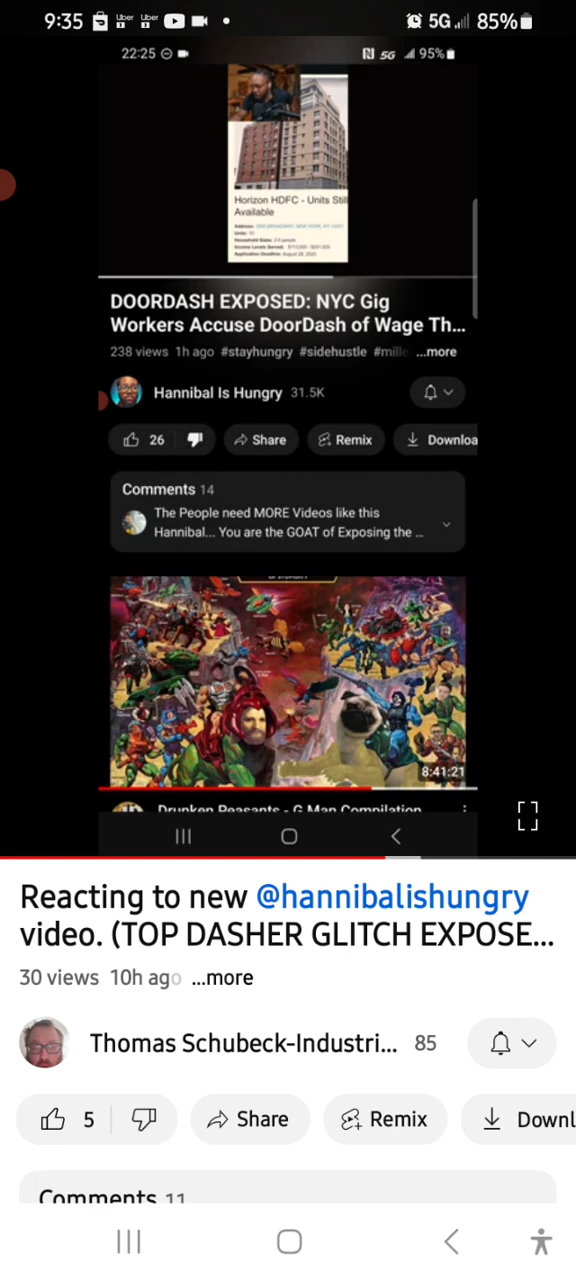 9:35 Uber Uber 5G 85%
22:25 5G 95%
Horizon HDFC - Units Still
Available
DOORDASH EXPOSED: NYC Gig
Workers Accuse DoorDash of Wage Th...
238 views 1h ago #stayhungry #sidehustle #mille ...more
Hannibal Is Hungry 31.5K
26 Share Remix Downloa
Comments 14
The People need MORE Videos like this
Hannibal... You are the GOAT of Exposing the ...
8:41:21
Drunken Peasants - G Man Compilation
Reacting to new @hannibalishungry
video. (TOP DASHER GLITCH EXPOSE...
30 views 10h ago ...more
Thomas Schubeck-Industri... 85
5 Share Remix Downl
Comments 11